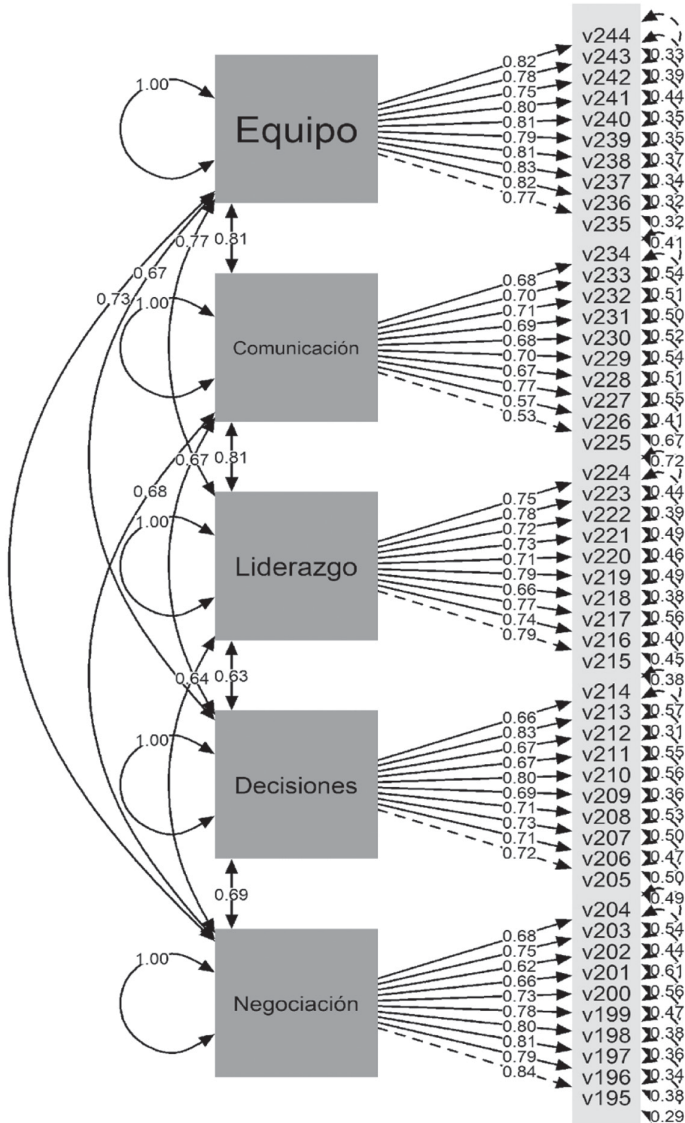 1.00
Equipo
0.82
0.78
0.75
0.80
0.81
0.79
0.81
0.83
0.82
0.77
v244
v243
v242
v241
v240
v239
v238
v237
v236
v235
0.33
0.39
0.44
0.35
0.35
0.37
0.34
0.32
0.32
0.41
0.77
0.81
0.67
0.73
1.00
Comunicación
0.68
0.70
0.71
0.69
0.68
0.70
0.67
0.77
0.57
0.53
v234
v233
v232
v231
v230
v229
v228
v227
v226
v225
0.54
0.51
0.50
0.52
0.54
0.51
0.55
0.41
0.67
0.72
0.67
0.81
0.68
1.00
Liderazgo
0.75
0.78
0.72
0.73
0.71
0.79
0.66
0.77
0.74
0.79
v224
v223
v222
v221
v220
v219
v218
v217
v216
v215
0.44
0.39
0.49
0.46
0.49
0.38
0.56
0.40
0.45
0.38
0.64
0.63
1.00
Decisiones
0.66
0.83
0.67
0.67
0.80
0.69
0.71
0.73
0.71
0.72
v214
v213
v212
v211
v210
v209
v208
v207
v206
v205
0.57
0.31
0.55
0.56
0.36
0.53
0.50
0.47
0.50
0.49
0.69
1.00
Negociación
0.68
0.75
0.62
0.66
0.73
0.78
0.80
0.81
0.79
0.84
v204
v203
v202
v201
v200
v199
v198
v197
v196
v195
0.54
0.44
0.61
0.56
0.47
0.38
0.36
0.34
0.38
0.29